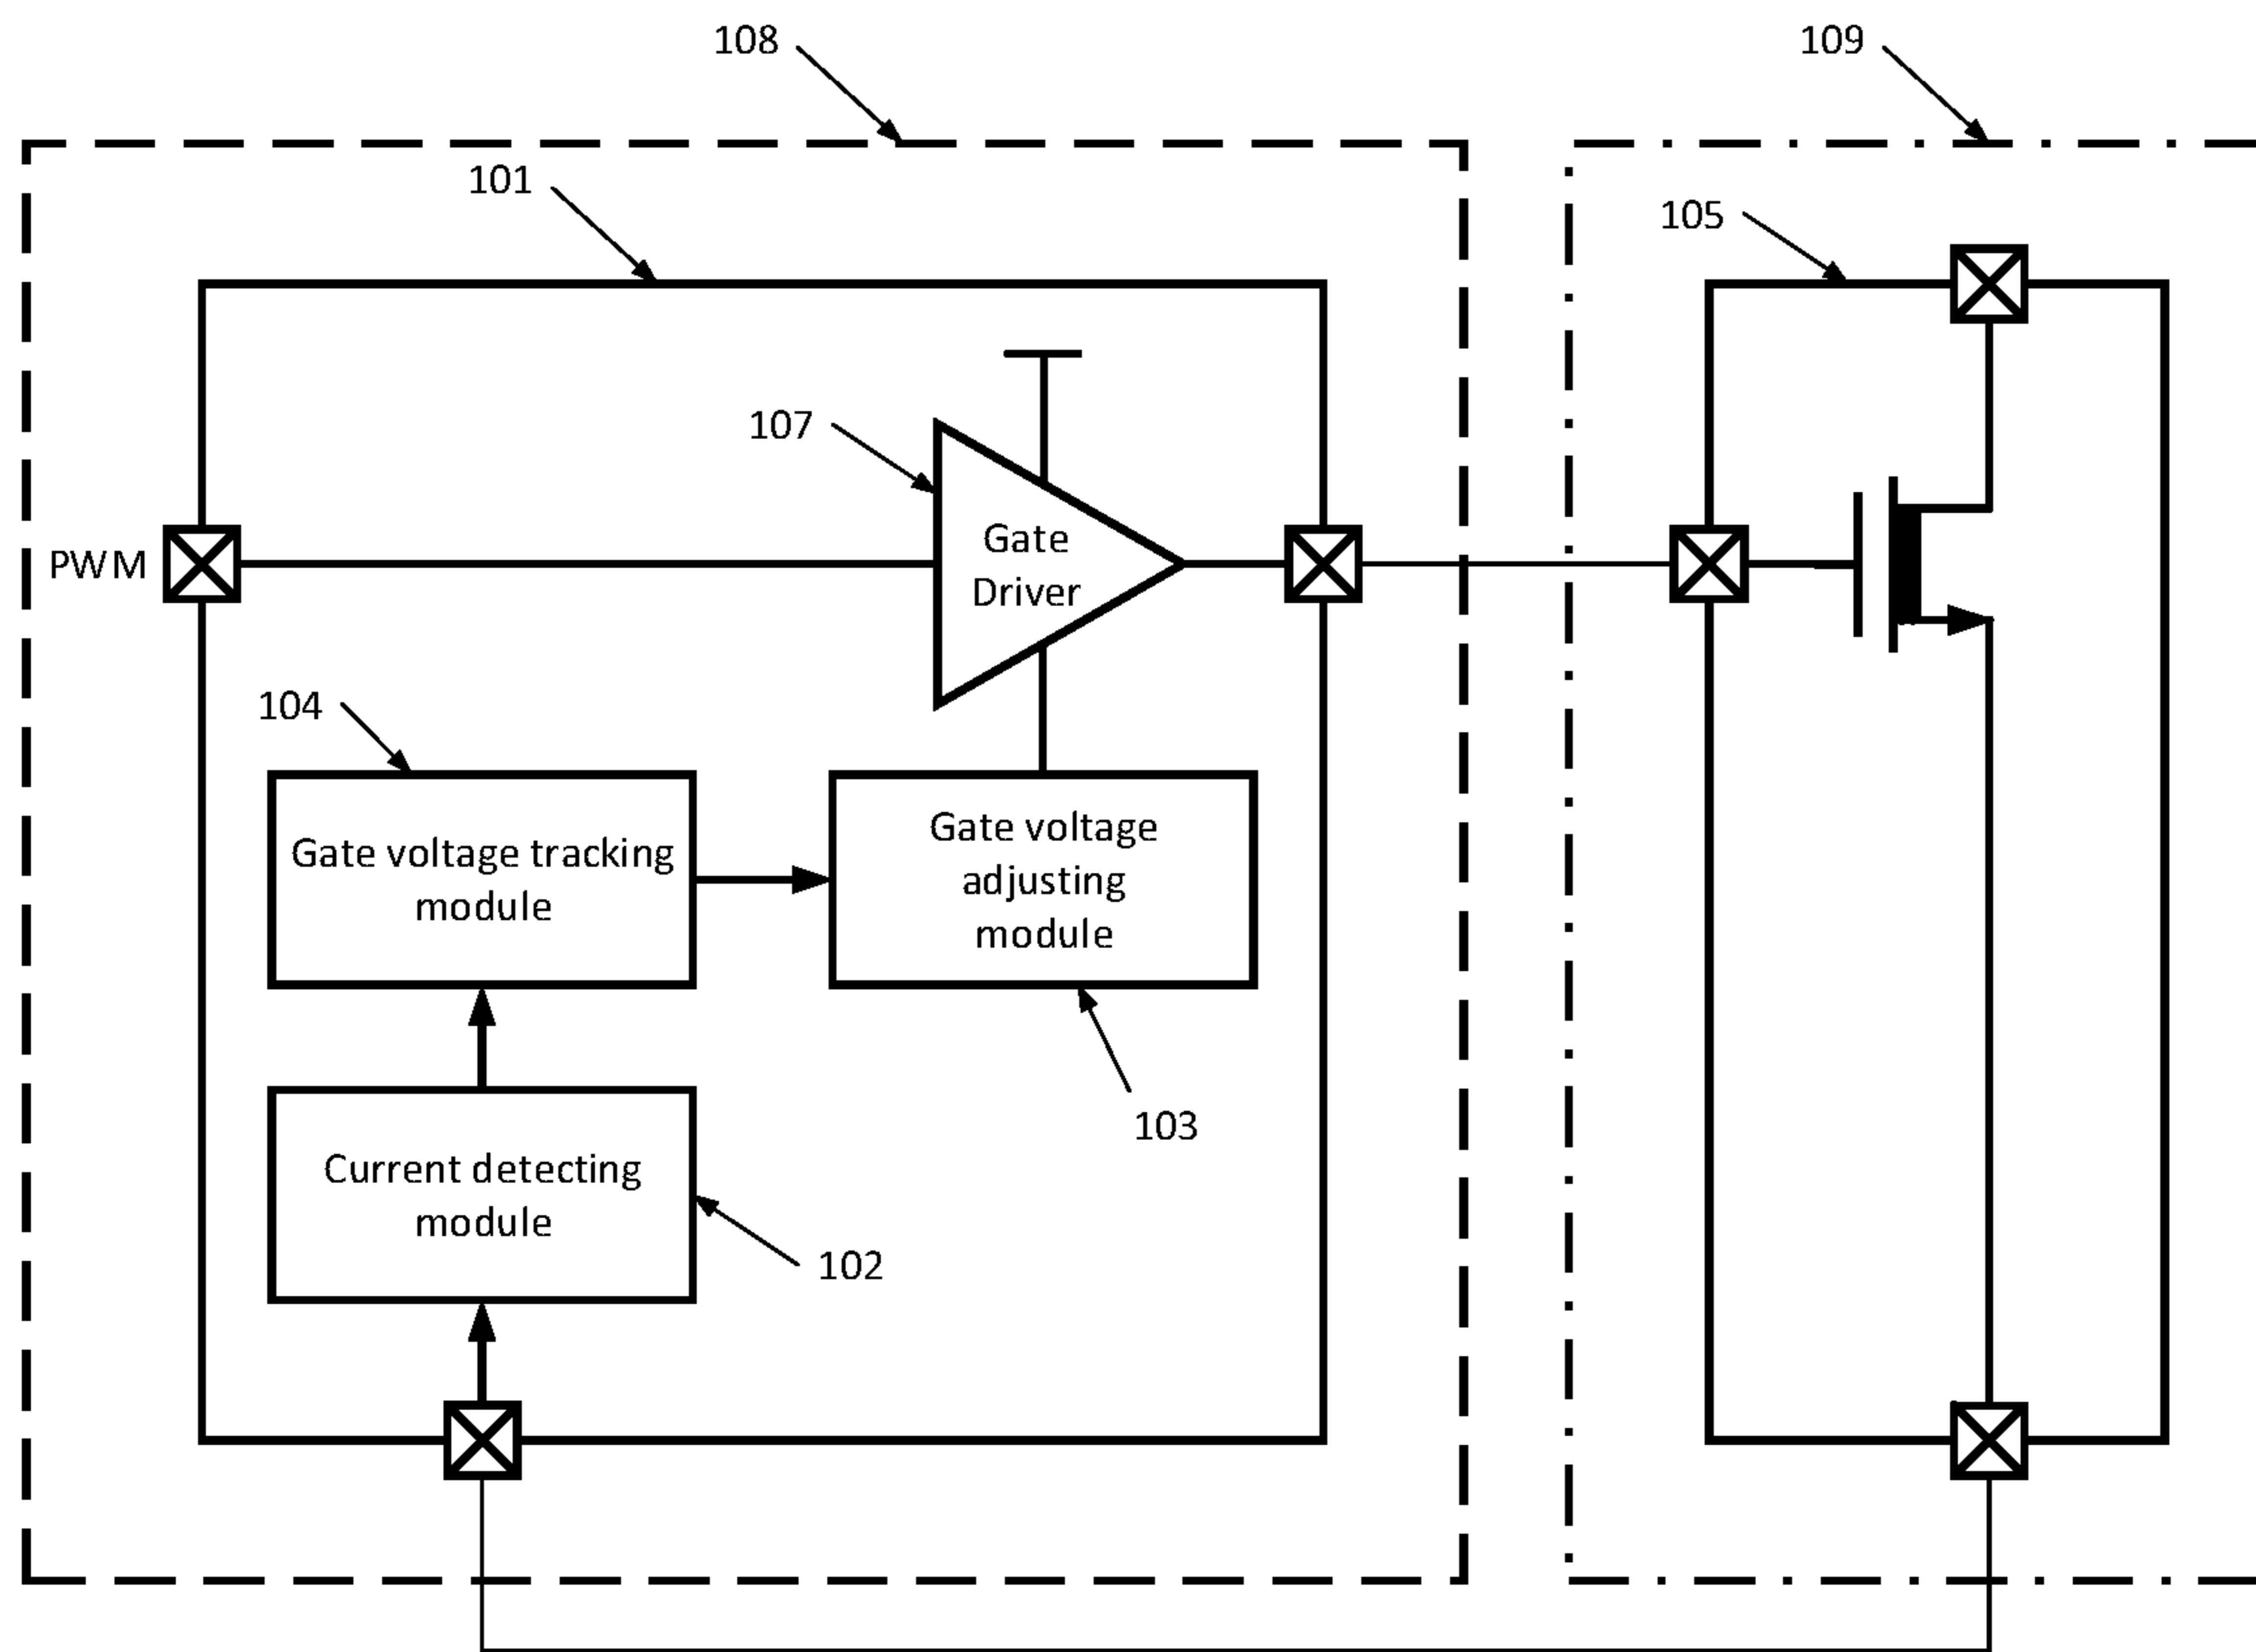 108
109
101
105
107
Gate
Driver
PWM
104
Gate voltage tracking
module
Gate voltage
adjusting
module
103
Current detecting
module
102